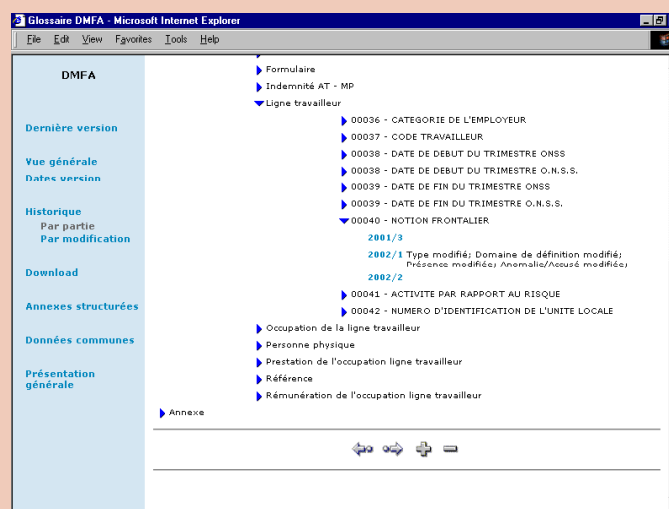 Glossaire DMFA - Microsoft Internet Explorer
File Edit View Favorites Tools Help
DMFA
Dernière version
Vue générale
Dates version
Historique
Par partie
Par modification
Download
Annexes structurées
Données communes
Présentation
générale
Formulaire
Indemnité AT - MP
Ligne travailleur
00036 - CATEGORIE DE L'EMPLOYEUR
00037 - CODE TRAVAILLEUR
00038 - DATE DE DEBUT DU TRIMESTRE ONSS
00038 - DATE DE DEBUT DU TRIMESTRE O.N.S.S.
00039 - DATE DE FIN DU TRIMESTRE ONSS
00039 - DATE DE FIN DU TRIMESTRE O.N.S.S.
00040 - NOTION FRONTALIER
2001/3
2002/1 Type modifié; Domaine de définition modifié;
Présence modifiée; Anomalie/Accusé modifiée;
2002/2
00041 - ACTIVITE PAR RAPPORT AU RISQUE
00042 - NUMERO D'IDENTIFICATION DE L'UNITE LOCALE
Occupation de la ligne travailleur
Personne physique
Prestation de l'occupation ligne travailleur
Référence
Rémunération de l'occupation ligne travailleur
Annexe